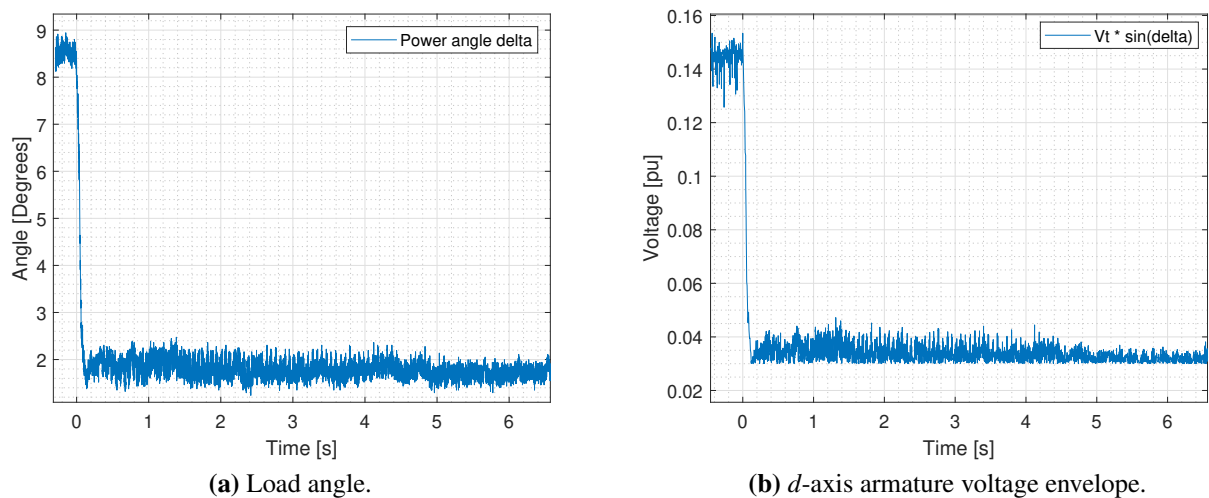 Power angle delta
9
8
7
6
5
4
3
2
Angle [Degrees]
0 1 2 3 4 5 6
Time [s]
(a) Load angle.
Vt * sin(delta)
0.16
0.14
0.12
0.1
0.08
0.06
0.04
0.02
Voltage [pu]
0 1 2 3 4 5 6
Time [s]
(b) d-axis armature voltage envelope.